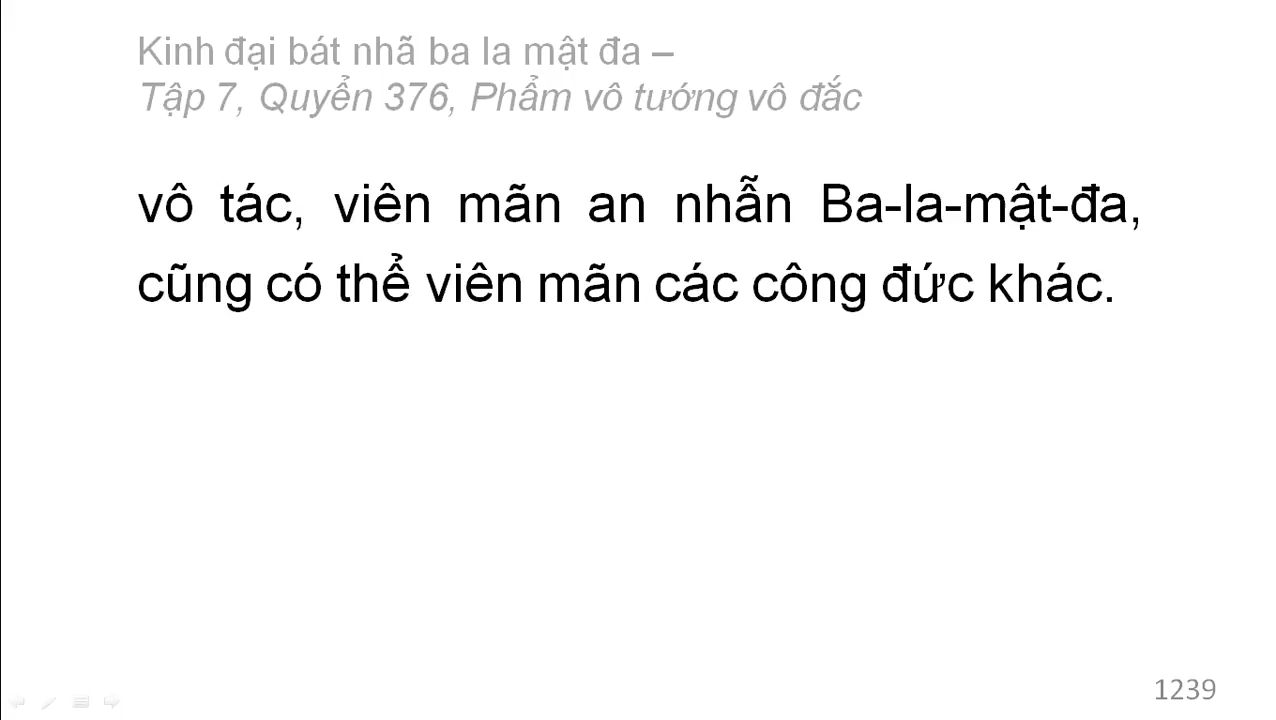 Kinh đại bát nhã ba la mật đa –
Tập 7, Quyển 376, Phẩm vô tướng vô đắc
vô tác, viên mãn an nhẫn Ba-la-mật-đa,
cũng có thể viên mãn các công đức khác.
1239